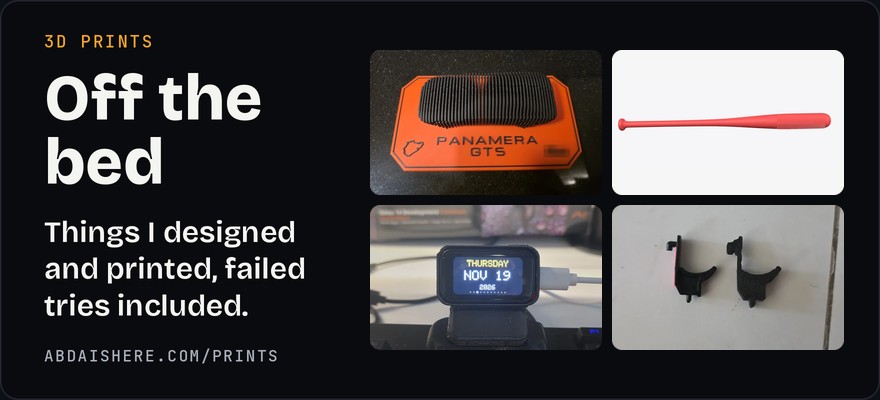 3D PRINTS
Off the
bed
Things I designed
and printed, failed
tries included.
ABDAISHERE.COM/PRINTS
PANAMERA
GTS
THURSDAY
NOV 19
2026